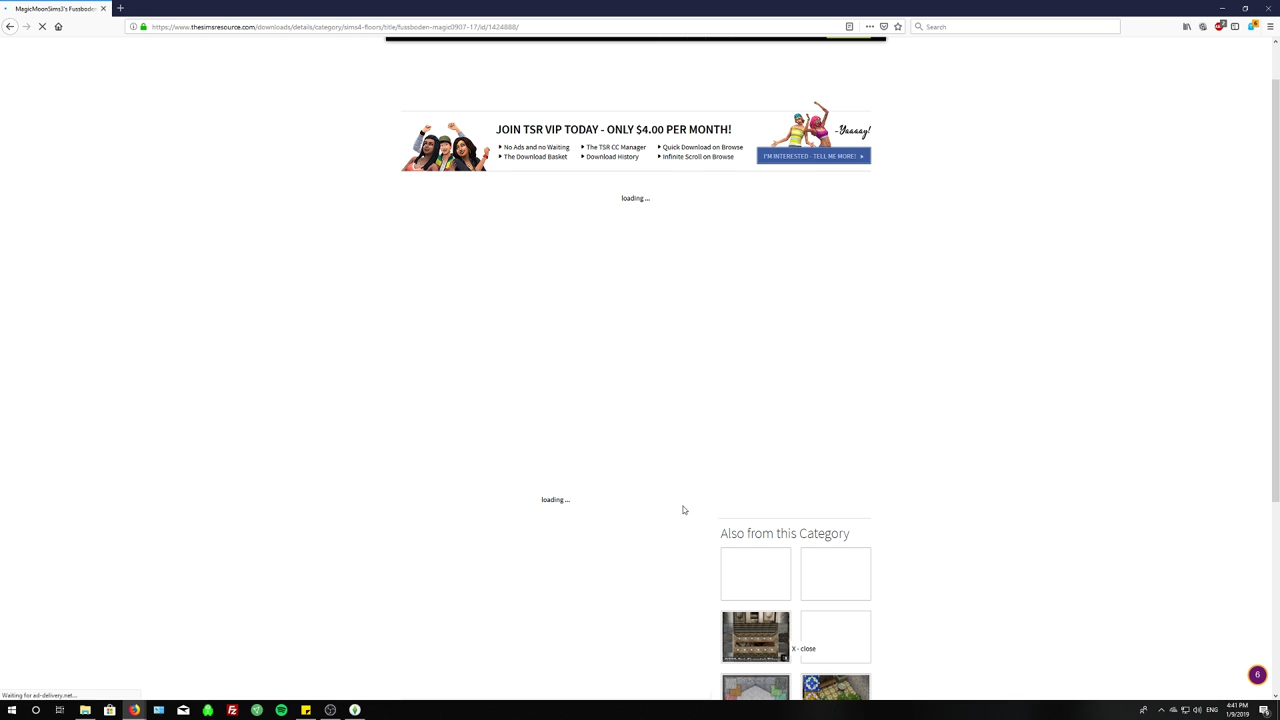 MagicMoonSims3's Fussbode
https://www.thesimsresource.com/downloads/details/category/sims4-floors/title/fussboden-magic0907-17/id/1424888/
Search
JOIN TSR VIP TODAY - ONLY $4.00 PER MONTH!
-Yaaaay!
No Ads and no Waiting
The TSR CC Manager
Quick Download on Browse
The Download Basket
Download History
Infinite Scroll on Browse
I'M INTERESTED - TELL ME MORE!
loading ...
loading ...
Also from this Category
X - close
6
Waiting for ad-delivery.net...
ENG
4:41 PM
1/9/2019